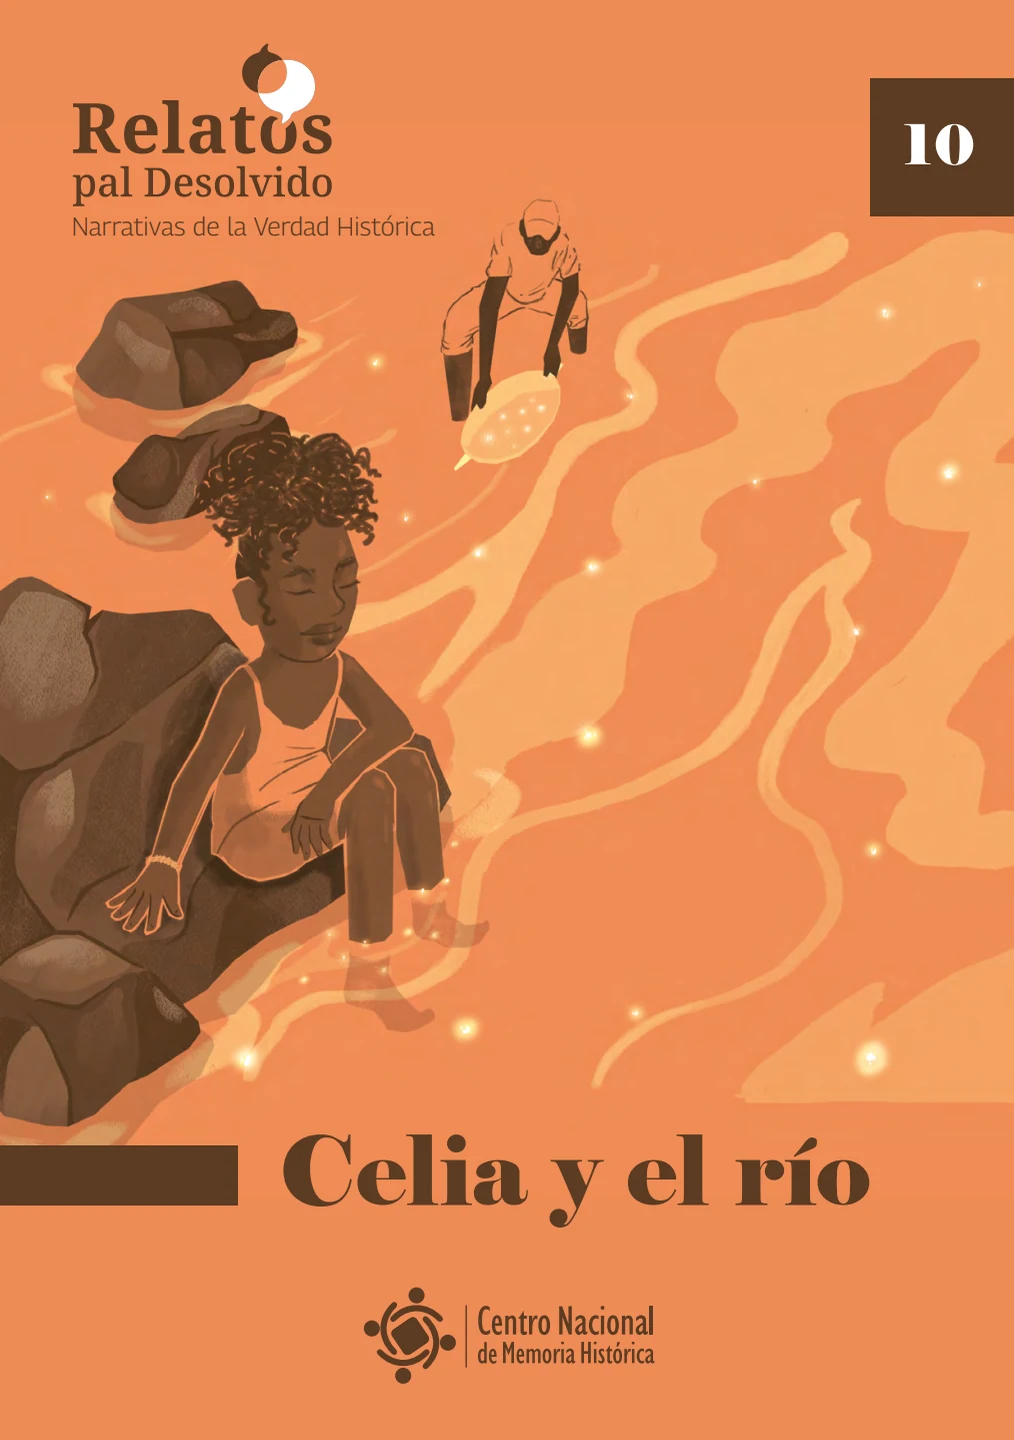 Relatos
pal Desolvido
Narrativas de la Verdad Histórica
10
Celia y el río
Centro Nacional
de Memoria Histórica